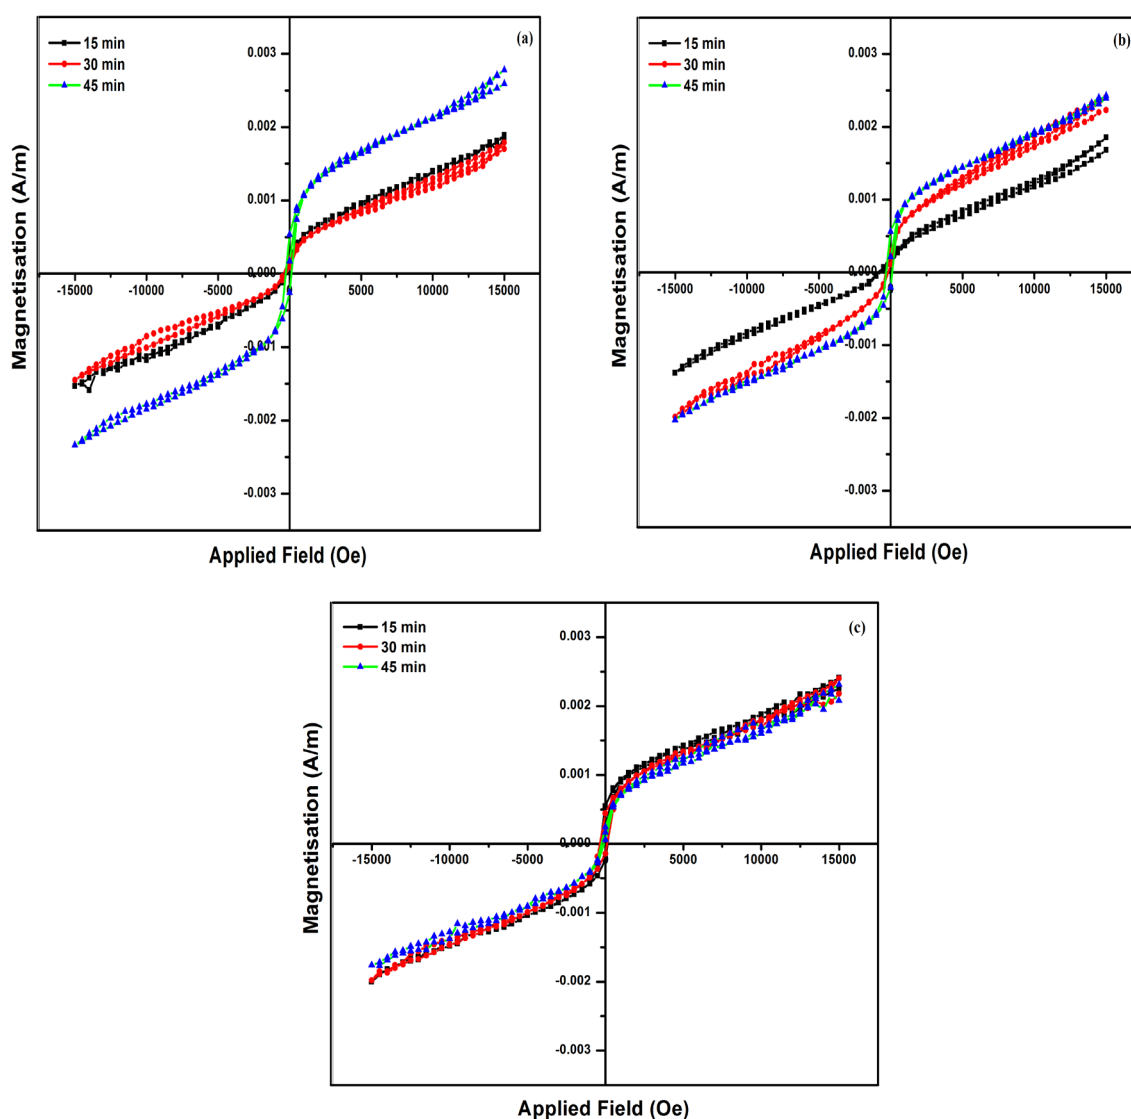 (a)
15 min
30 min
45 min
0.003
0.002
0.001
0.000
-15000 -10000 -5000 5000 10000 15000
-0.001
-0.002
-0.003
Magnetisation (A/m)
Applied Field (Oe)
(b)
15 min
30 min
45 min
0.003
0.002
0.001
0.000
-15000 -10000 -5000 5000 10000 15000
-0.001
-0.002
-0.003
Magnetisation (A/m)
Applied Field (Oe)
(c)
15 min
30 min
45 min
0.003
0.002
0.001
0.000
-15000 -10000 -5000 5000 10000 15000
-0.001
-0.002
-0.003
Magnetisation (A/m)
Applied Field (Oe)